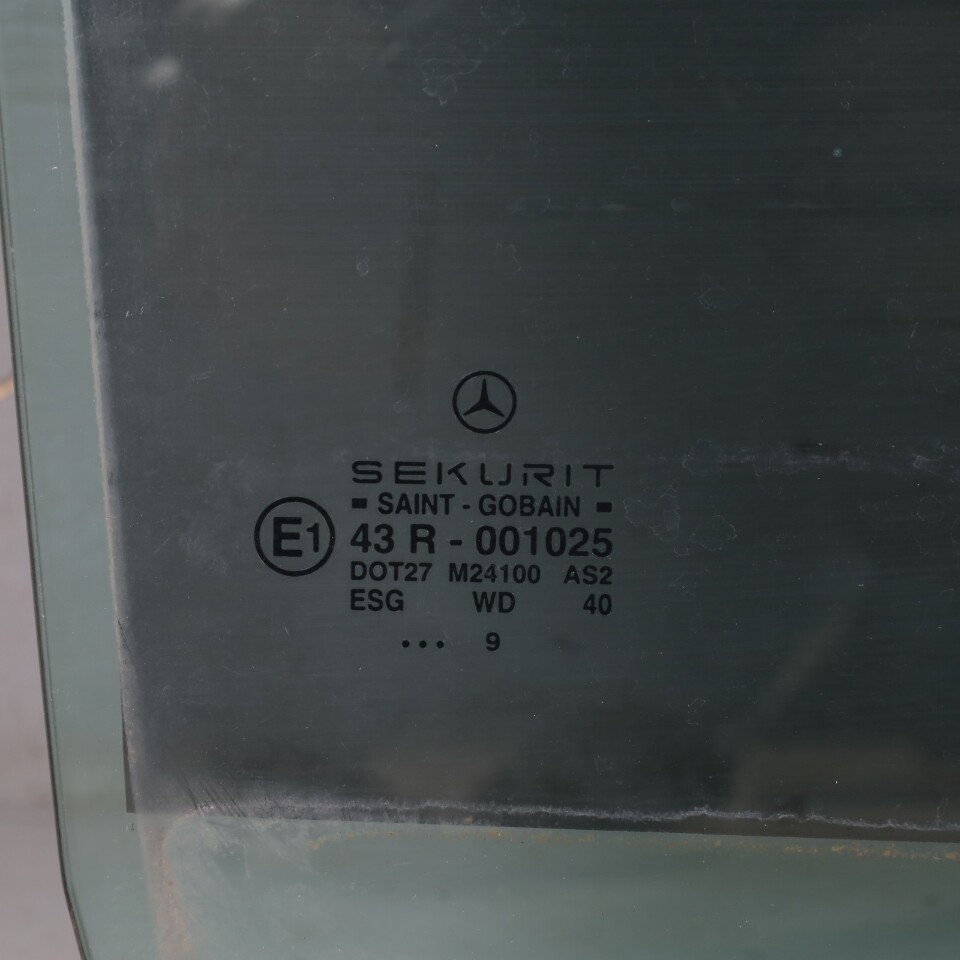 SEKURIT
SAINT - GOBAIN
E1 43 R - 001025
DOT27 M24100 AS2
ESG WD 40
... 9